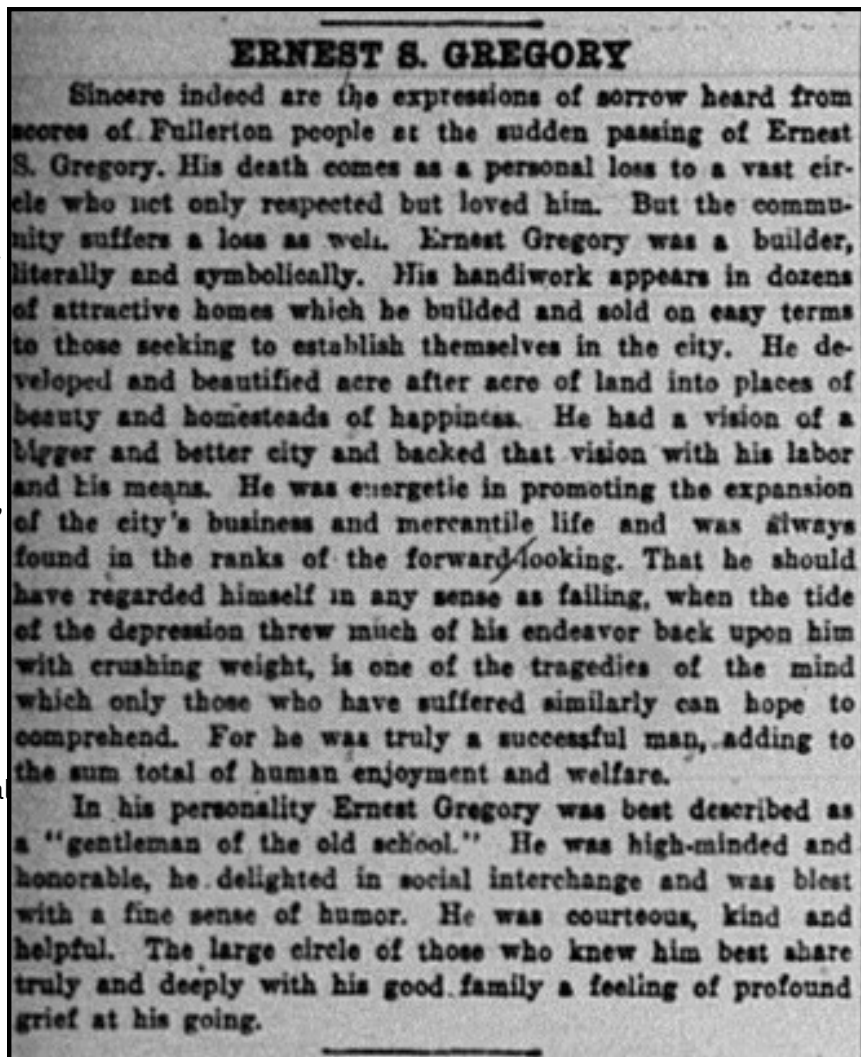 ERNEST S. GREGORY
Sincere indeed are the expressions of sorrow heard from
scores of Fullerton people at the sudden passing of Ernest
S. Gregory. His death comes as a personal loss to a vast cir-
cle who not only respected but loved him. But the commu-
nity suffers a loss as well. Ernest Gregory was a builder,
literally and symbolically. His handiwork appears in dozens
of attractive homes which he builded and sold on easy terms
to those seeking to establish themselves in the city. He de-
veloped and beautified acre after acre of land into places of
beauty and homesteads of happiness. He had a vision of a
bigger and better city and backed that vision with his labor
and his means. He was energetic in promoting the expansion
of the city's business and mercantile life and was always
found in the ranks of the forward looking. That he should
have regarded himself in any sense as failing, when the tide
of the depression threw much of his endeavor back upon him
with crushing weight, is one of the tragedies of the mind
which only those who have suffered similarly can hope to
comprehend. For he was truly a successful man, adding to
the sum total of human enjoyment and welfare.
In his personality Ernest Gregory was best described as
a "gentleman of the old school." He was high-minded and
honorable, he delighted in social interchange and was blest
with a fine sense of humor. He was courteous, kind and
helpful. The large circle of those who knew him best share
truly and deeply with his good family a feeling of profound
grief at his going.